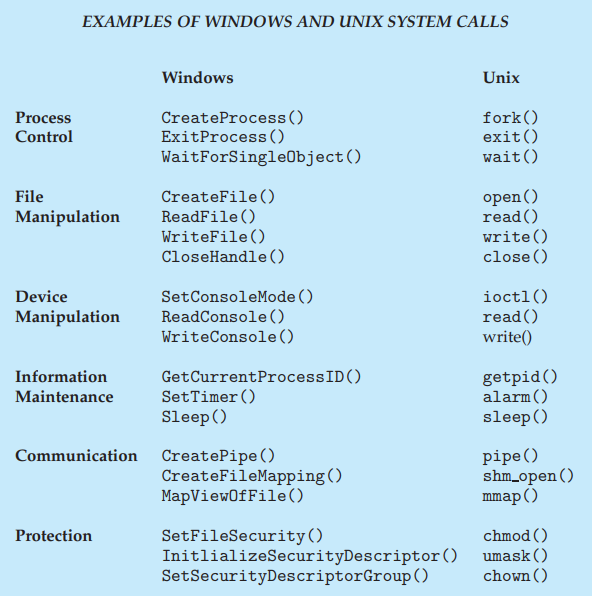 EXAMPLES OF WINDOWS AND UNIX SYSTEM CALLS
Windows Unix
Process CreateProcess() fork()
Control ExitProcess() exit()
WaitForSingleObject() wait()
File CreateFile() open()
Manipulation ReadFile() read()
WriteFile() write()
CloseHandle() close()
Device SetConsoleMode() ioctl()
Manipulation ReadConsole() read()
WriteConsole() write()
Information GetCurrentProcessID() getpid()
Maintenance SetTimer() alarm()
Sleep() sleep()
Communication CreatePipe() pipe()
CreateFileMapping() shm_open()
MapViewOfFile() mmap()
Protection SetFileSecurity() chmod()
InitlializeSecurityDescriptor() umask()
SetSecurityDescriptorGroup() chown()